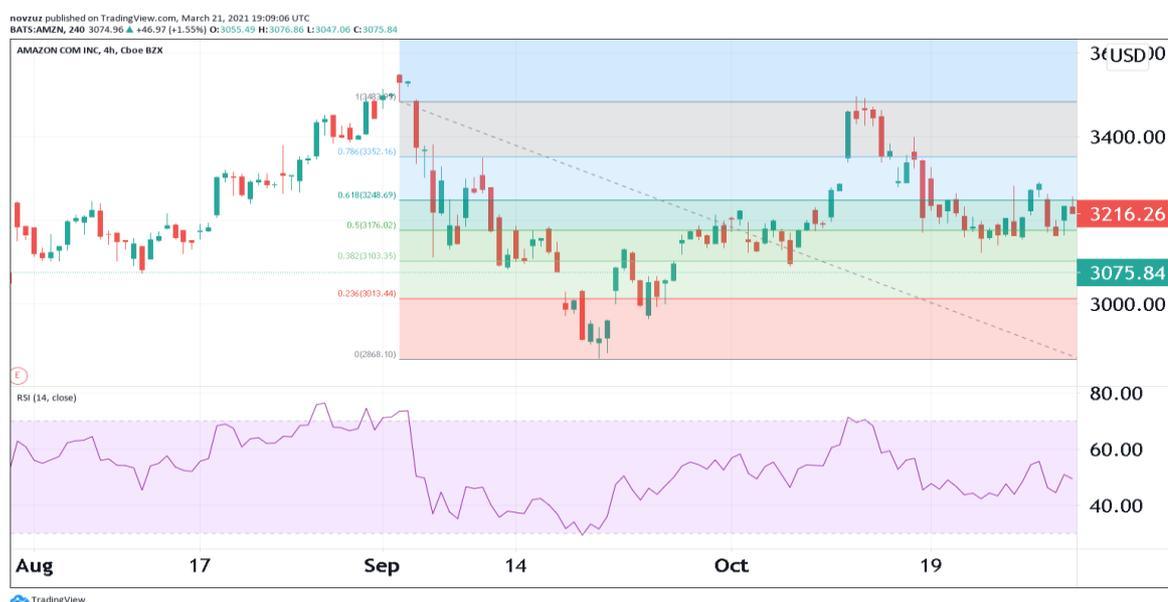 novzuz published on TradingView.com, March 21, 2021 19:09:06 UTC
BATS:AMZN, 240 3074.96 ▲ +46.97 (+1.55%) O:3055.49 H:3076.86 L:3047.06 C:3075.84
AMAZON COM INC, 4h, Cboe BZX
USD
0.786(3352.16)
3400.00
0.618(3248.69)
3216.26
0.5(3176.02)
0.382(3103.35)
3075.84
0.236(3013.44)
3000.00
0(2868.10)
E
RSI (14, close)
80.00
60.00
40.00
Aug 17 Sep 14 Oct 19
TradingView